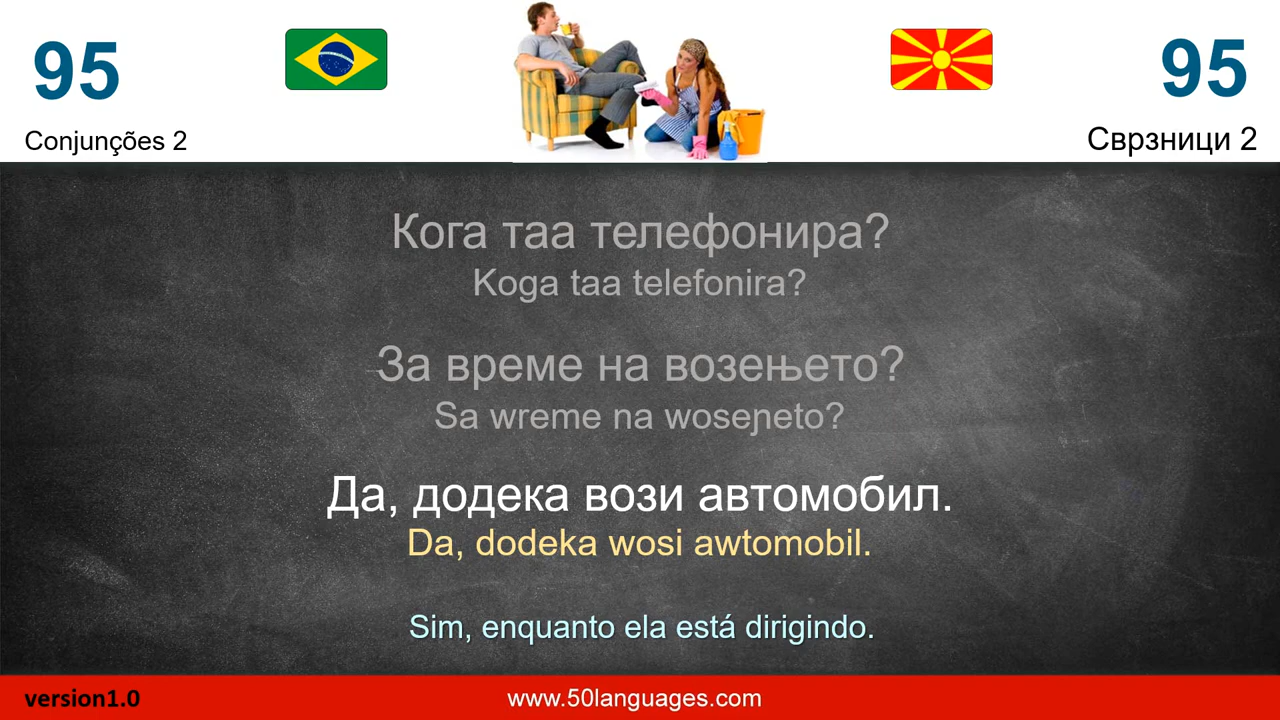 95
95
Conjunções 2
Сврзници 2
Кога таа телефонира?
Koga taa telefonira?
За време на возењето?
Sa wreme na woseɲeto?
Да, додека вози автомобил.
Da, dodeka wosi awtomobil.
Sim, enquanto ela está dirigindo.
version1.0
www.50languages.com